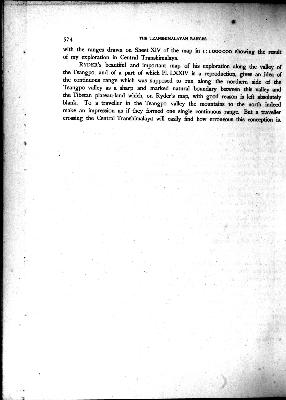 574 THE TRANSHIMALAYAN RANGES
with the ranges drawn on Sheet XIV of the map in 1:1000000 showing the result
of my exploration in Central Transhimalaya.
RYDER's beautiful and important map of his exploration along the valley of
the Tsangpo, and of a part of which Pl. LXXIV is a reproduction, gives an idea of
the continuous range which was supposed to run along the northern side of the
Tsangpo valley as a sharp and marked natural boundary between this valley and
the Tibetan plateau-land which, on Ryder's map, with good reason is left absolutely
blank. To a traveller in the Tsangpo valley the mountains to the north indeed
make an impression as if they formed one single continuous range. But a traveller
crossing the Central Transhimalaya will easily find how erroneous this conception is.